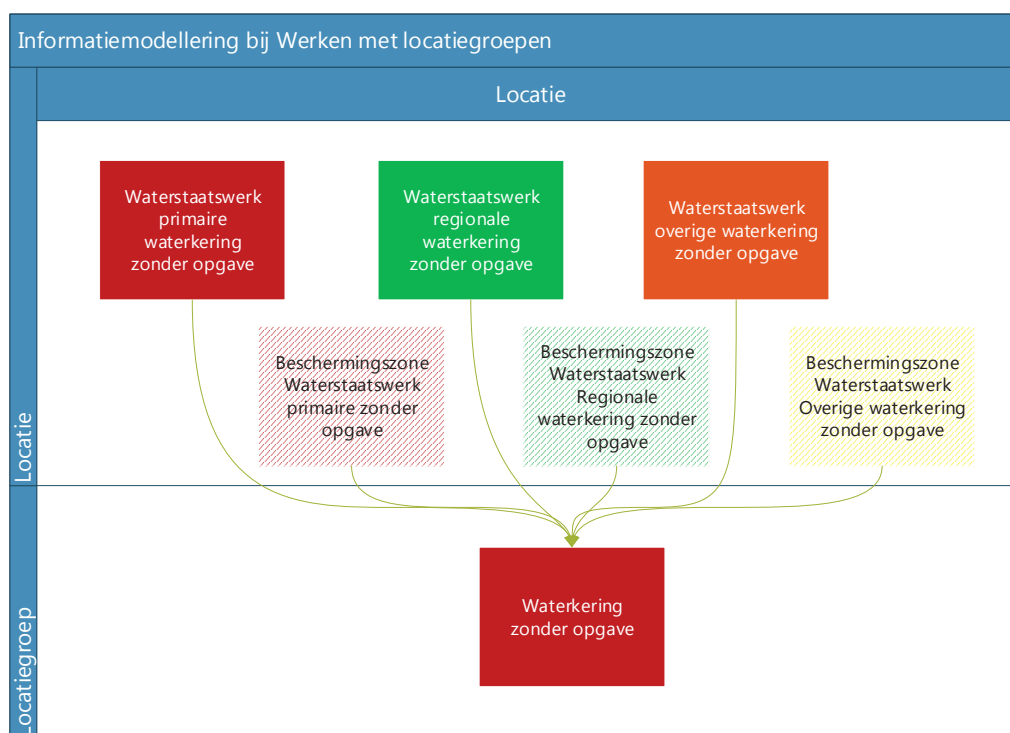 Informatiemodellering bij Werken met locatiegroepen
Locatie
Locatie
Waterstaatswerk
primaire
waterkering
zonder opgave
Waterstaatswerk
regionale
waterkering
zonder opgave
Waterstaatswerk
overige waterkering
zonder opgave
Beschermingszone
Waterstaatswerk
primaire zonder
opgave
Beschermingszone
Waterstaatswerk
Regionale
waterkering zonder
opgave
Beschermingszone
Waterstaatswerk
Overige waterkering
zonder opgave
Locatiegroep
Waterkering
zonder opgave